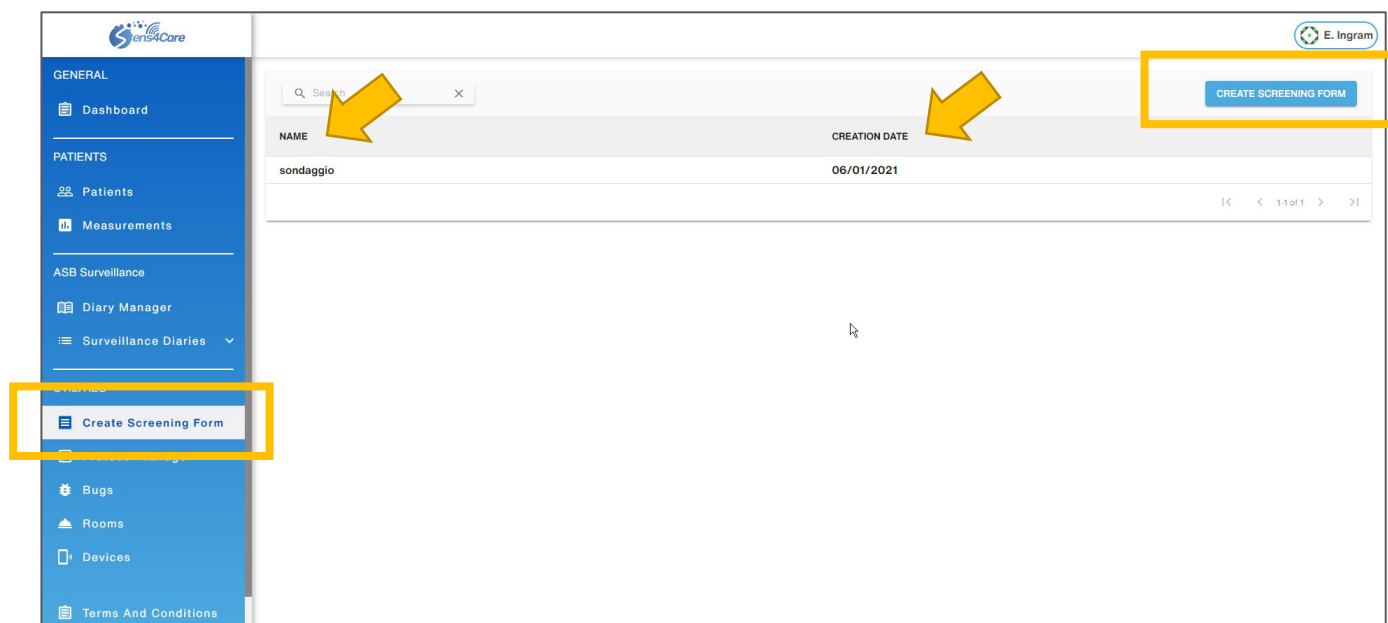 Sens4Care
E. Ingram
GENERAL
Dashboard
PATIENTS
Patients
Measurements
ASB Surveillance
Diary Manager
Surveillance Diaries
Create Screening Form
Bugs
Rooms
Devices
Terms And Conditions
CREATE SCREENING FORM
NAME CREATION DATE
sondaggio 06/01/2021
1-1 of 1